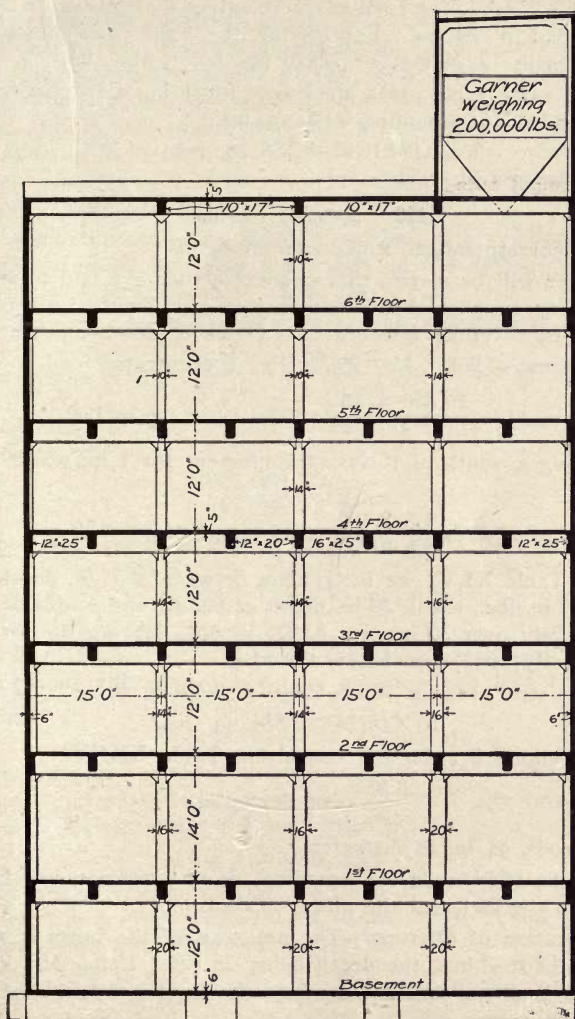 Garner
weighing
200,000 lbs.
5"
10"x17" 10"x17"
12'0" 10"
6th Floor
10" 12'0" 10" 14"
5th Floor
12'0" 14"
4th Floor
5"
12"x25" 12"x20" 16"x25" 12"x25"
14" 12'0" 14" 16"
3rd Floor
15'0" 15'0" 15'0" 15'0"
6" 14" 12'0" 14" 16" 6"
2nd Floor
16" 14'0" 16" 20"
1st Floor
20" 12'0" 20" 20"
Basement
6"